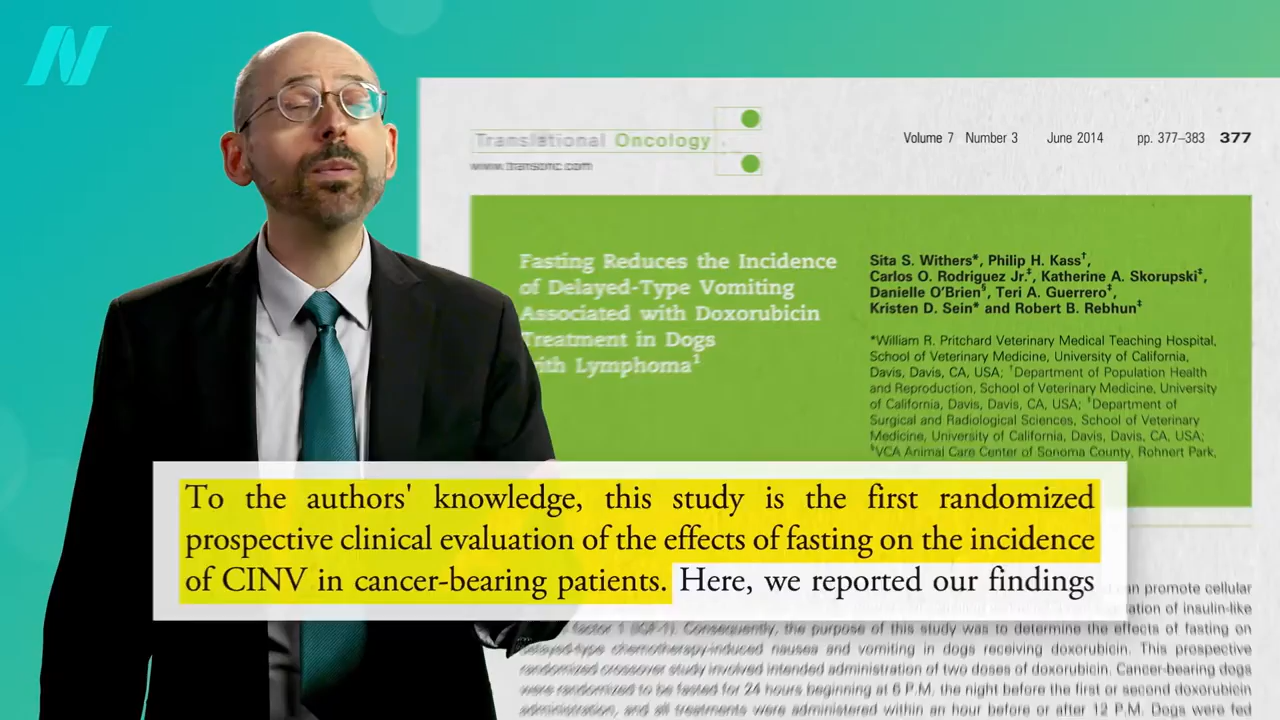 Translational Oncology
www.transonc.com
Volume 7 Number 3 June 2014 pp. 377–383 377
Fasting Reduces the Incidence
of Delayed-Type Vomiting
Associated with Doxorubicin
Treatment in Dogs
with Lymphoma¹
Sita S. Withers*, Philip H. Kass†,
Carlos O. Rodriguez Jr.‡, Katherine A. Skorupski‡,
Danielle O'Brien§, Teri A. Guerrero‡,
Kristen D. Sein* and Robert B. Rebhun‡
*William R. Pritchard Veterinary Medical Teaching Hospital,
School of Veterinary Medicine, University of California,
Davis, Davis, CA, USA; †Department of Population Health
and Reproduction, School of Veterinary Medicine, University
of California, Davis, Davis, CA, USA; ‡Department of
Surgical and Radiological Sciences, School of Veterinary
Medicine, University of California, Davis, Davis, CA, USA;
§VCA Animal Care Center of Sonoma County, Rohnert Park,
To the authors' knowledge, this study is the first randomized
prospective clinical evaluation of the effects of fasting on the incidence
of CINV in cancer-bearing patients. Here, we reported our findings
can promote cellular
of insulin-like
factor 1 (IGF-1). Consequently, the purpose of this study was to determine the effects of fasting on
delayed-type chemotherapy-induced nausea and vomiting in dogs receiving doxorubicin. This prospective
randomized crossover study involved intended administration of two doses of doxorubicin. Cancer-bearing dogs
were randomized to be fasted for 24 hours beginning at 6 P.M. the night before the first or second doxorubicin
administration, and all treatments were administered within an hour before or after 12 P.M. Dogs were fed